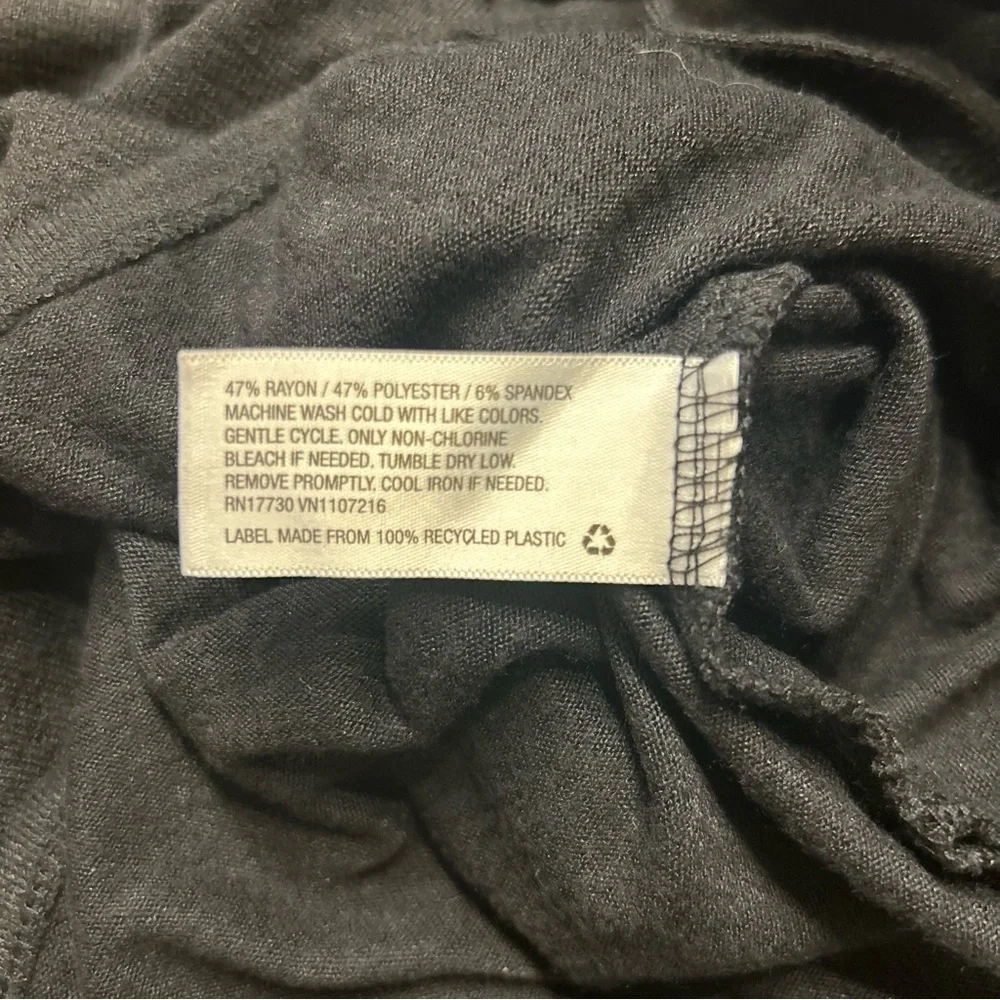 47% RAYON / 47% POLYESTER / 6% SPANDEX
MACHINE WASH COLD WITH LIKE COLORS.
GENTLE CYCLE. ONLY NON-CHLORINE
BLEACH IF NEEDED. TUMBLE DRY LOW.
REMOVE PROMPTLY. COOL IRON IF NEEDED.
RN17730 VN1107216
LABEL MADE FROM 100% RECYCLED PLASTIC